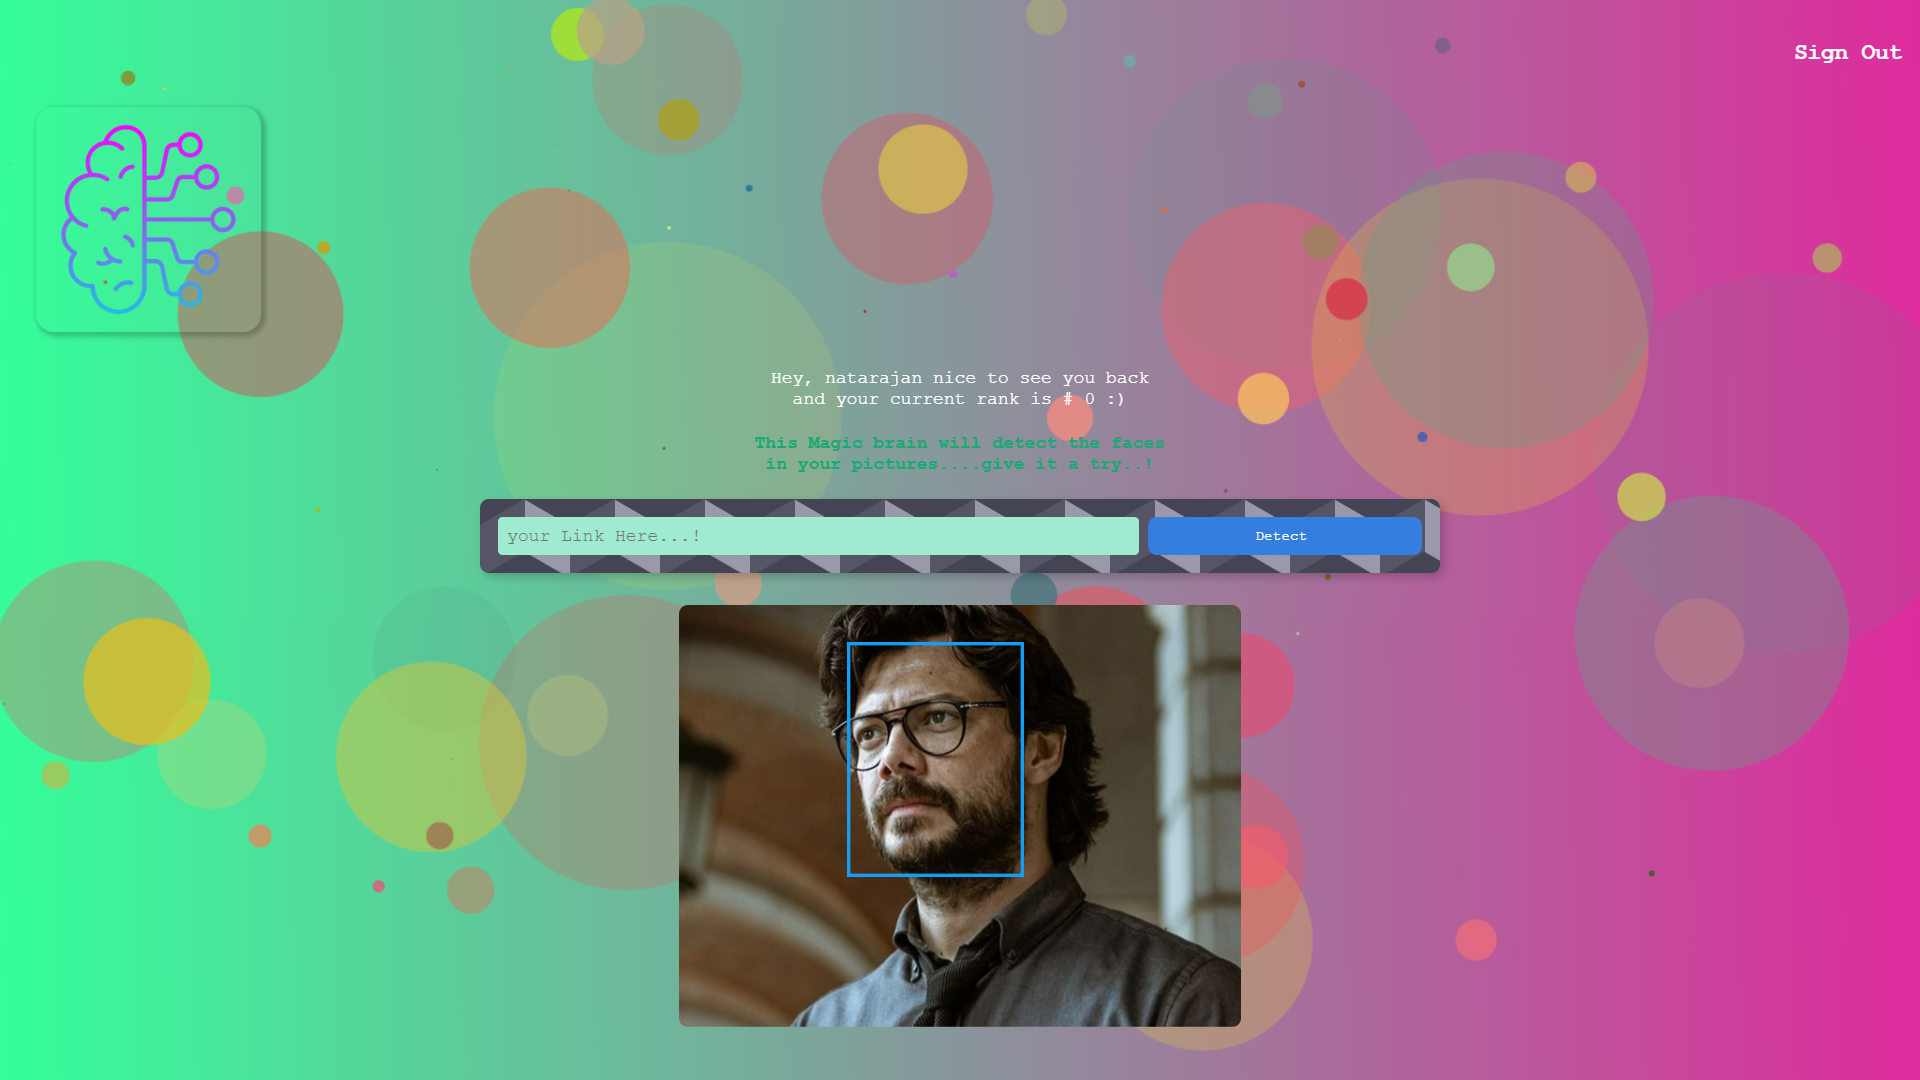 Sign Out
Hey, natarajan nice to see you back
and your current rank is # 0 :)
This Magic brain will detect the faces
in your pictures....give it a try..!
your Link Here...!
Detect